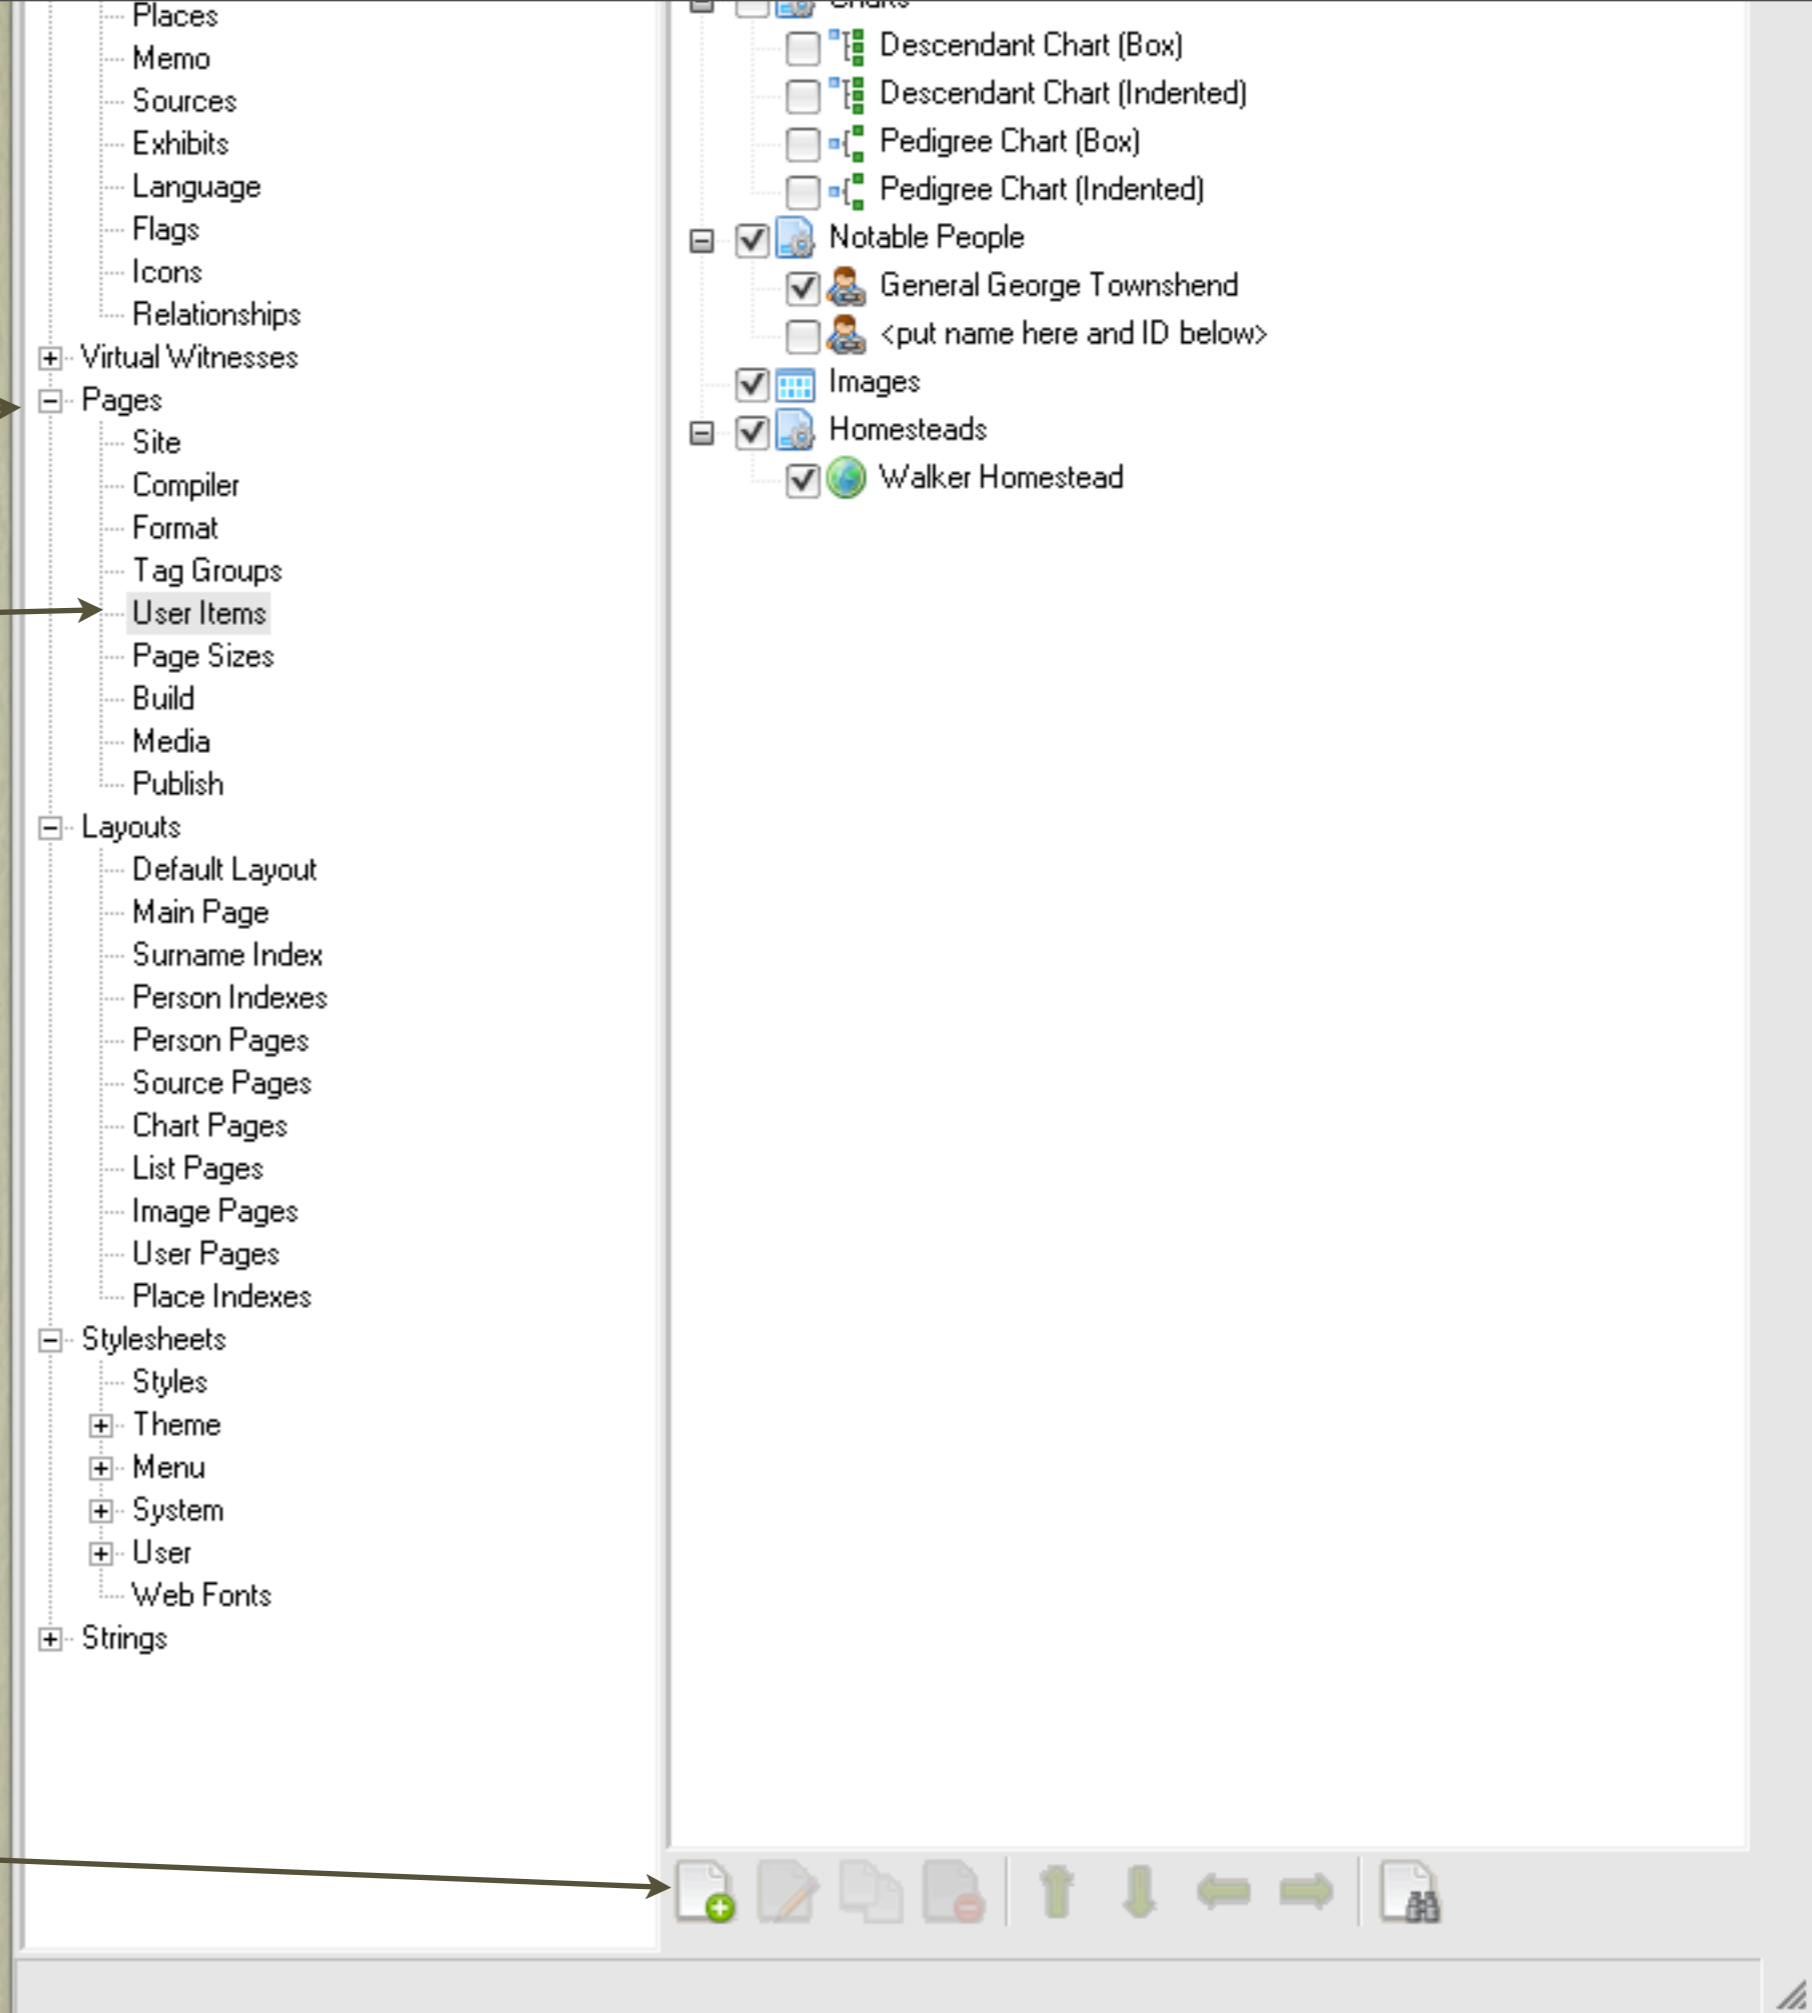 Places
Memo
Sources
Exhibits
Language
Flags
Icons
Relationships
Virtual Witnesses
Pages
Site
Compiler
Format
Tag Groups
User Items
Page Sizes
Build
Media
Publish
Layouts
Default Layout
Main Page
Surname Index
Person Indexes
Person Pages
Source Pages
Chart Pages
List Pages
Image Pages
User Pages
Place Indexes
Stylesheets
Styles
Theme
Menu
System
User
Web Fonts
Strings
Charts
Descendant Chart (Box)
Descendant Chart (Indented)
Pedigree Chart (Box)
Pedigree Chart (Indented)
Notable People
General George Townshend
<put name here and ID below>
Images
Homesteads
Walker Homestead